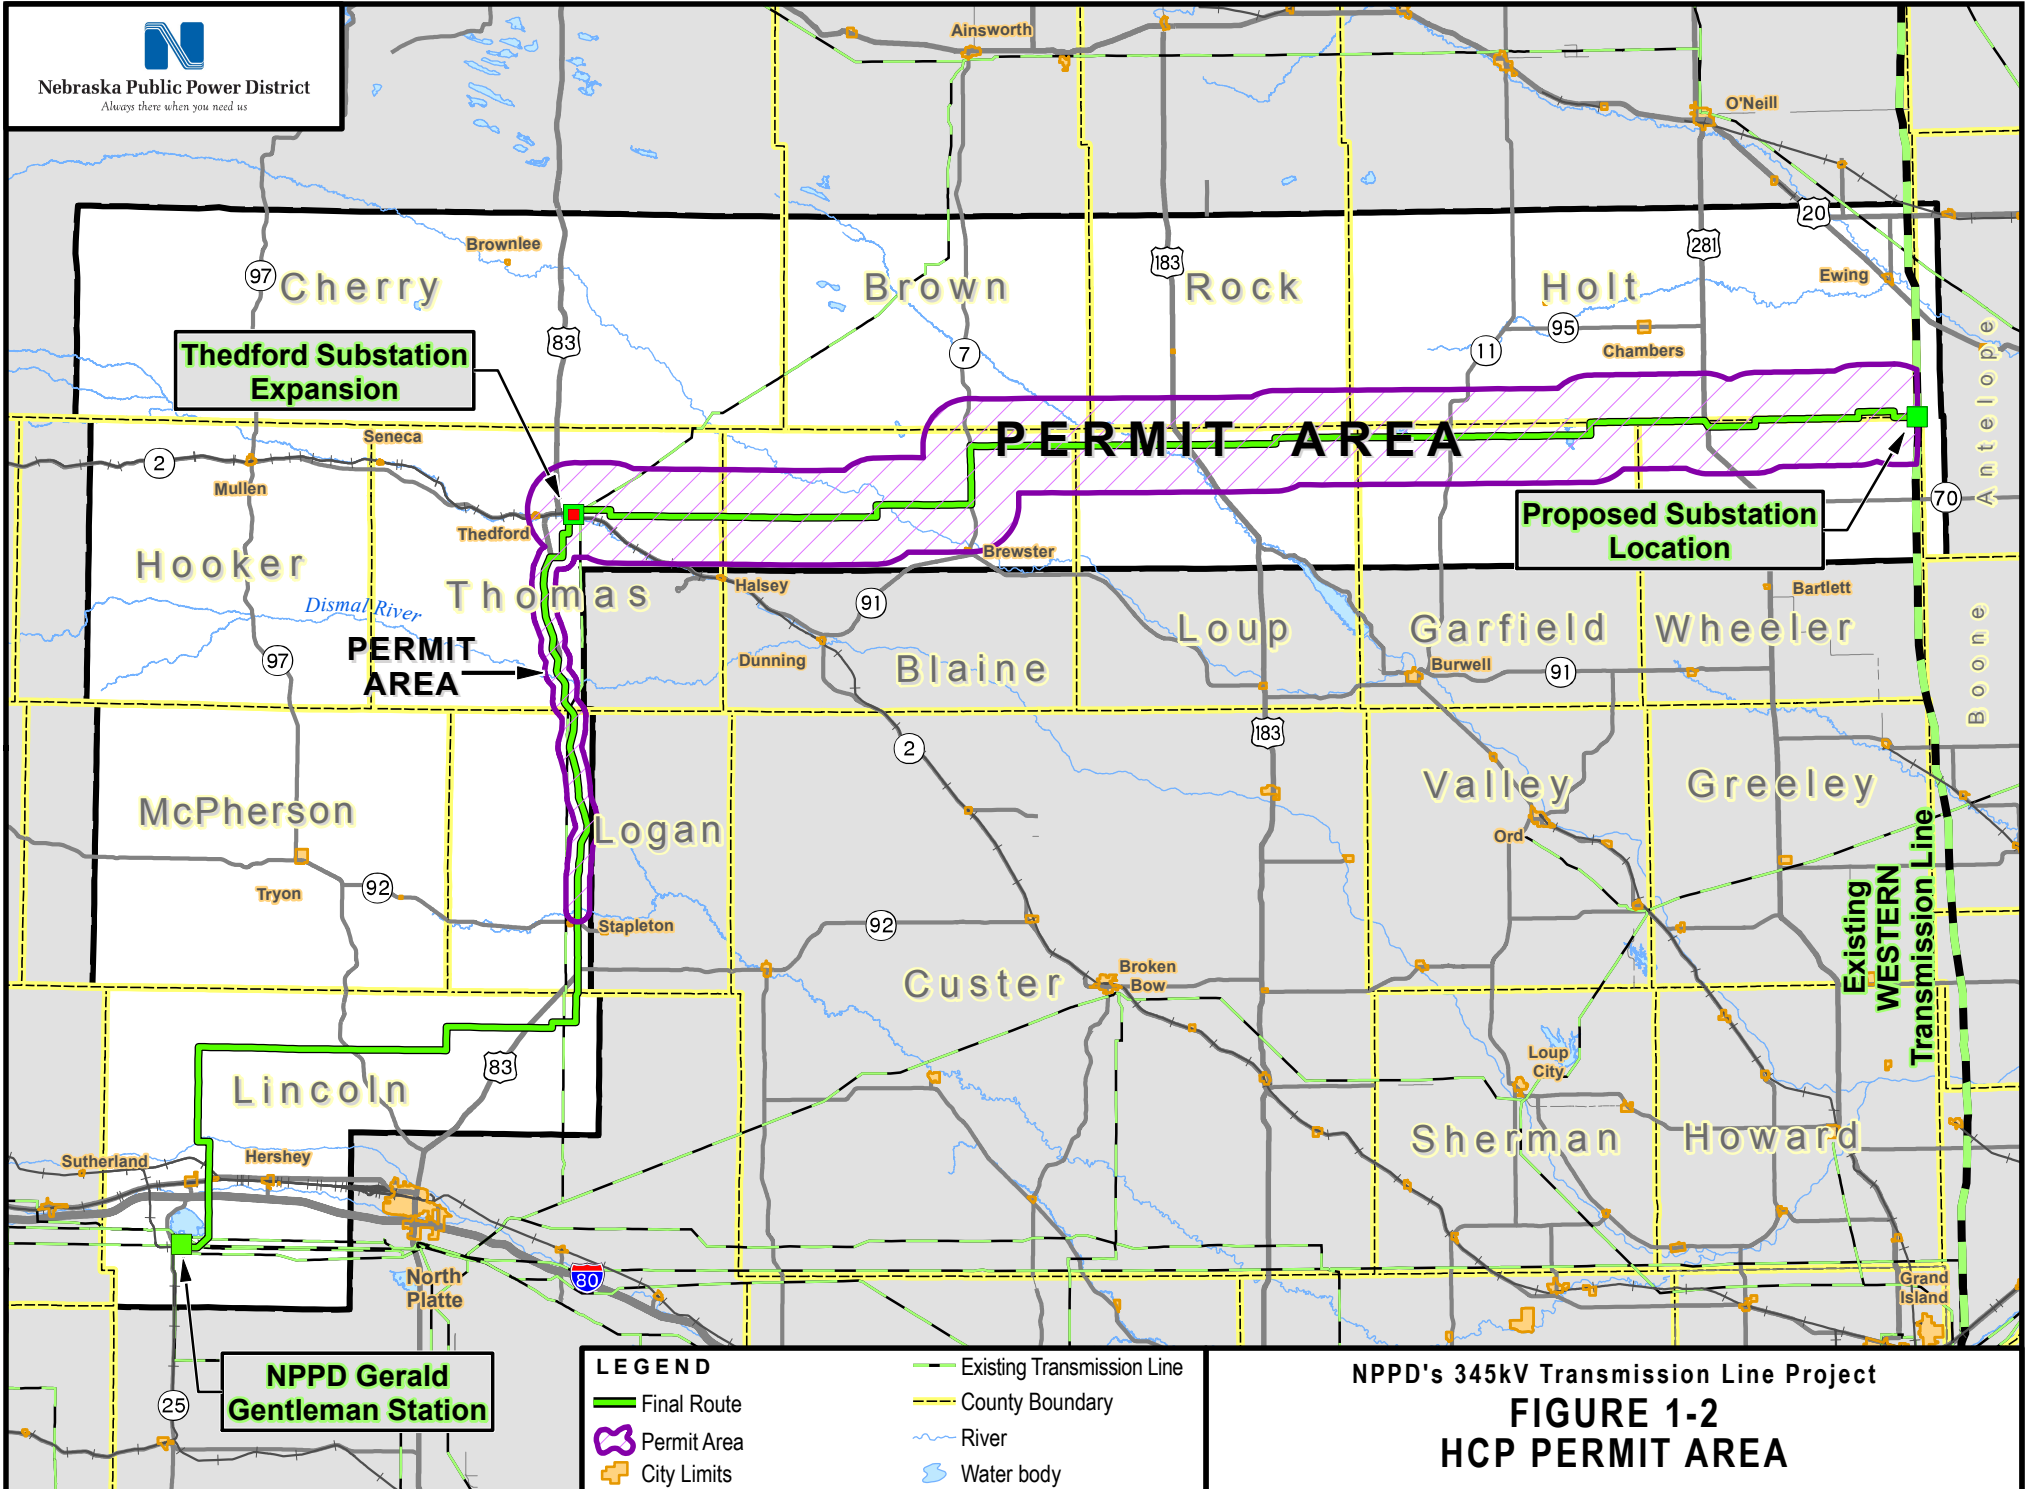 Nebraska Public Power District
Always there when you need us
Ainsworth
O'Neill
20
Brownlee
97
Cherry
Brown
183
Rock
281
Holt
Ewing
83
7
11
95
Chambers
Antelope
Thedford Substation
Expansion
PERMIT AREA
2
Seneca
Mullen
Thedford
70
Proposed Substation
Location
Brewster
Hooker
Thomas
Halsey
91
Bartlett
Dismal River
Boone
PERMIT
AREA
97
Dunning
Blaine
Loup
Garfield
Wheeler
Burwell
91
183
2
McPherson
Logan
Valley
Greeley
Ord
Tryon
92
Stapleton
92
Existing
WESTERN
Transmission Line
Custer
Broken
Bow
83
Lincoln
Loup
City
Sherman
Howard
Sutherland
Hershey
North
Platte
80
Grand
Island
NPPD Gerald
Gentleman Station
25
LEGEND
Final Route
Permit Area
City Limits
Existing Transmission Line
County Boundary
River
Water body
NPPD's 345kV Transmission Line Project
FIGURE 1-2
HCP PERMIT AREA